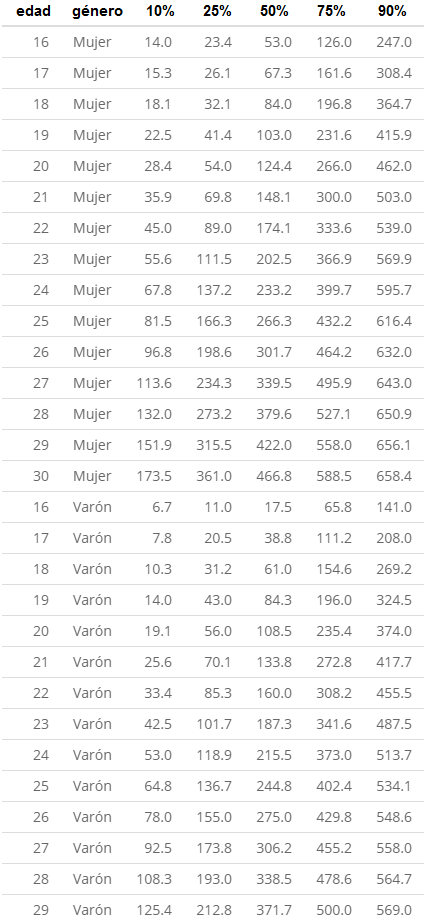 edad género 10% 25% 50% 75% 90%
16 Mujer 14.0 23.4 53.0 126.0 247.0
17 Mujer 15.3 26.1 67.3 161.6 308.4
18 Mujer 18.1 32.1 84.0 196.8 364.7
19 Mujer 22.5 41.4 103.0 231.6 415.9
20 Mujer 28.4 54.0 124.4 266.0 462.0
21 Mujer 35.9 69.8 148.1 300.0 503.0
22 Mujer 45.0 89.0 174.1 333.6 539.0
23 Mujer 55.6 111.5 202.5 366.9 569.9
24 Mujer 67.8 137.2 233.2 399.7 595.7
25 Mujer 81.5 166.3 266.3 432.2 616.4
26 Mujer 96.8 198.6 301.7 464.2 632.0
27 Mujer 113.6 234.3 339.5 495.9 643.0
28 Mujer 132.0 273.2 379.6 527.1 650.9
29 Mujer 151.9 315.5 422.0 558.0 656.1
30 Mujer 173.5 361.0 466.8 588.5 658.4
16 Varón 6.7 11.0 17.5 65.8 141.0
17 Varón 7.8 20.5 38.8 111.2 208.0
18 Varón 10.3 31.2 61.0 154.6 269.2
19 Varón 14.0 43.0 84.3 196.0 324.5
20 Varón 19.1 56.0 108.5 235.4 374.0
21 Varón 25.6 70.1 133.8 272.8 417.7
22 Varón 33.4 85.3 160.0 308.2 455.5
23 Varón 42.5 101.7 187.3 341.6 487.5
24 Varón 53.0 118.9 215.5 373.0 513.7
25 Varón 64.8 136.7 244.8 402.4 534.1
26 Varón 78.0 155.0 275.0 429.8 548.6
27 Varón 92.5 173.8 306.2 455.2 558.0
28 Varón 108.3 193.0 338.5 478.6 564.7
29 Varón 125.4 212.8 371.7 500.0 569.0